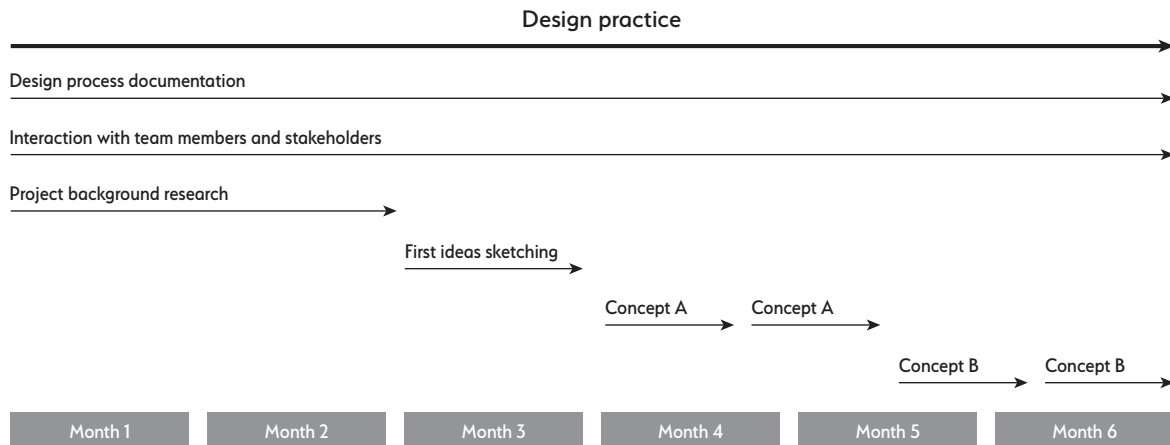 Design practice
Design process documentation
Interaction with team members and stakeholders
Project background research
First ideas sketching
Concept A
Concept A
Concept B
Concept B
Month 1
Month 2
Month 3
Month 4
Month 5
Month 6